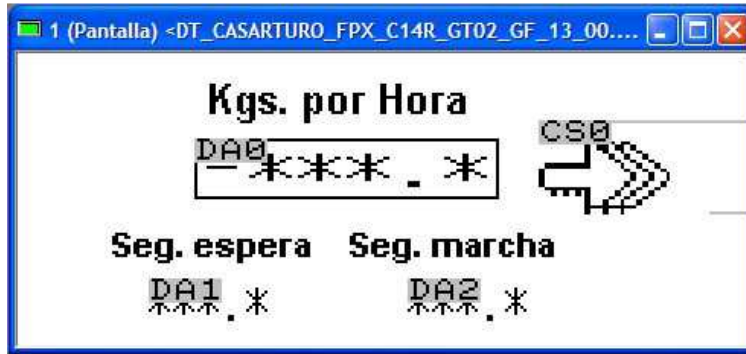 1 (Pantalla) <DT_CASARTURO_FPX_C14R_GT02_GF_13_00....
Kgs. por Hora
DA0
-***.*
CS0
Seg. espera Seg. marcha
DA1 DA2
***.* ***.*